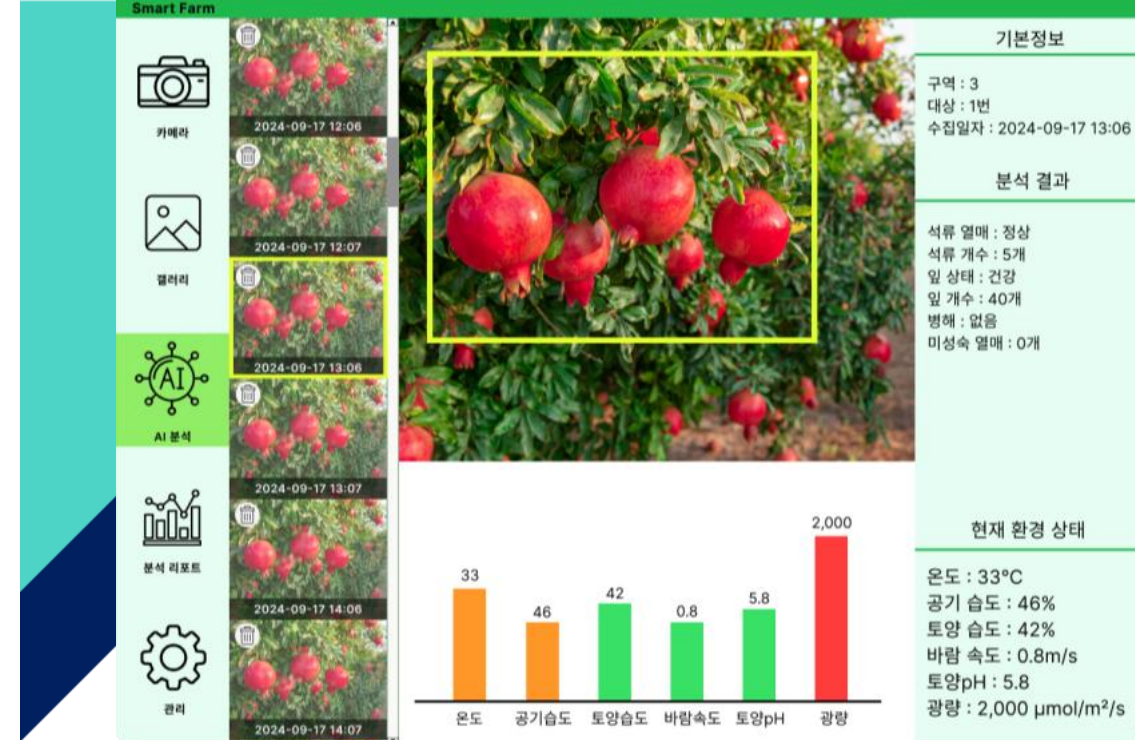 Smart Farm
카메라
갤러리
AI
AI 분석
분석 리포트
관리
2024-09-17 12:06
2024-09-17 12:07
2024-09-17 13:06
2024-09-17 13:07
2024-09-17 14:06
2024-09-17 14:07
33
46
42
0.8
5.8
2,000
온도
공기습도
토양습도
바람속도
토양pH
광량
기본정보
구역 : 3
대상 : 1번
수집일자 : 2024-09-17 13:06
분석 결과
석류 열매 : 정상
석류 개수 : 5개
잎 상태 : 건강
잎 개수 : 40개
병해 : 없음
미성숙 열매 : 0개
현재 환경 상태
온도 : 33°C
공기 습도 : 46%
토양 습도 : 42%
바람 속도 : 0.8m/s
토양pH : 5.8
광량 : 2,000 μmol/m²/s